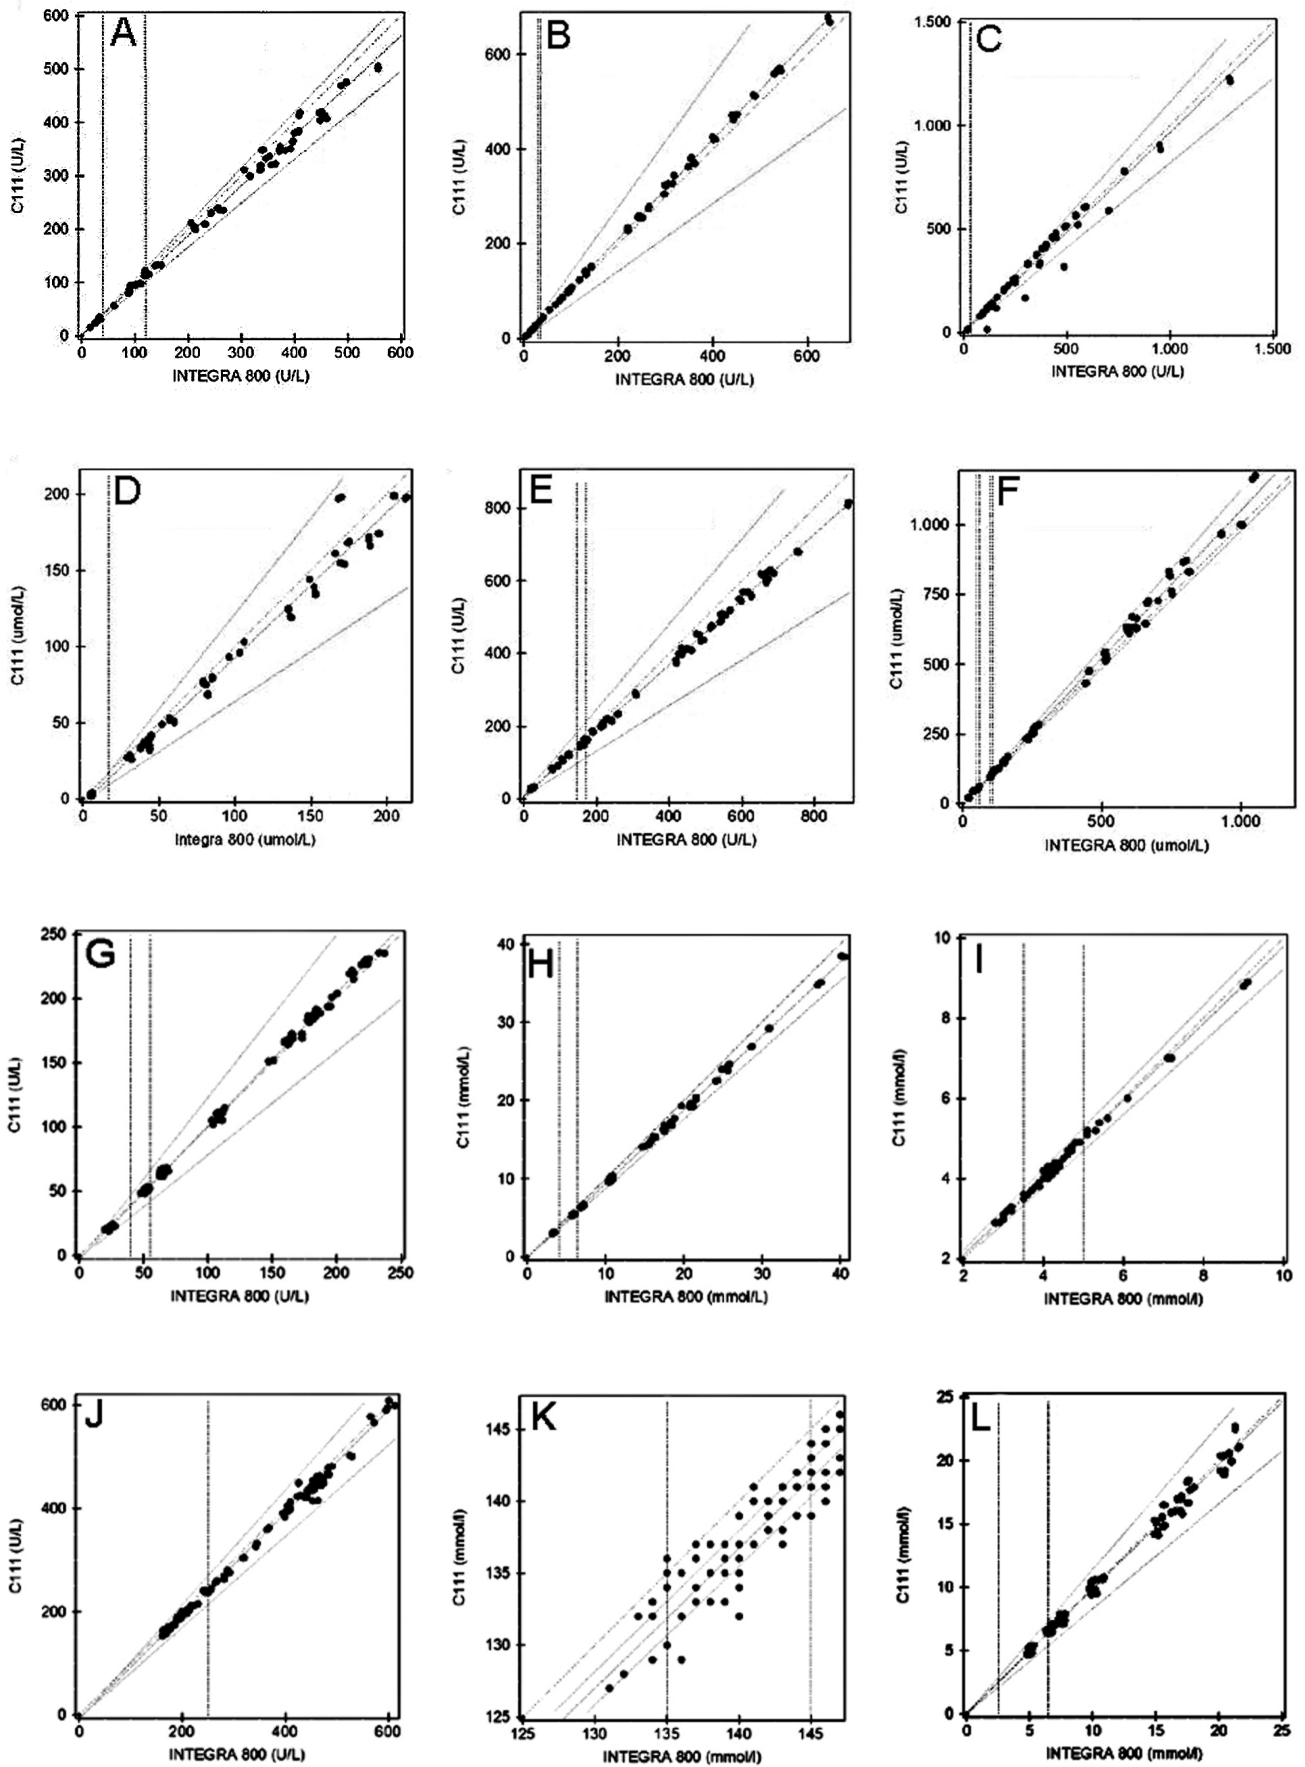 A
600
500
400
300
200
100
0
C111 (U/L)
0 100 200 300 400 500 600
INTEGRA 800 (U/L)
B
600
400
200
0
C111 (U/L)
0 200 400 600
INTEGRA 800 (U/L)
C
1.500
1.000
500
0
C111 (U/L)
0 500 1.000 1.500
INTEGRA 800 (U/L)
D
200
150
100
50
0
C111 (umol/L)
0 50 100 150 200
Integra 800 (umol/L)
E
800
600
400
200
0
C111 (U/L)
0 200 400 600 800
INTEGRA 800 (U/L)
F
1.000
750
500
250
0
C111 (umol/L)
0 500 1.000
INTEGRA 800 (umol/L)
G
250
200
150
100
50
0
C111 (U/L)
0 50 100 150 200 250
INTEGRA 800 (U/L)
H
40
30
20
10
0
C111 (mmol/L)
0 10 20 30 40
INTEGRA 800 (mmol/L)
I
10
8
6
4
2
C111 (mmol/l)
2 4 6 8 10
INTEGRA 800 (mmol/l)
J
600
400
200
0
C111 (U/L)
0 200 400 600
INTEGRA 800 (U/L)
K
145
140
135
130
125
C111 (mmol/l)
125 130 135 140 145
INTEGRA 800 (mmol/l)
L
25
20
15
10
5
0
C111 (mmol/l)
0 5 10 15 20 25
INTEGRA 800 (mmol/l)